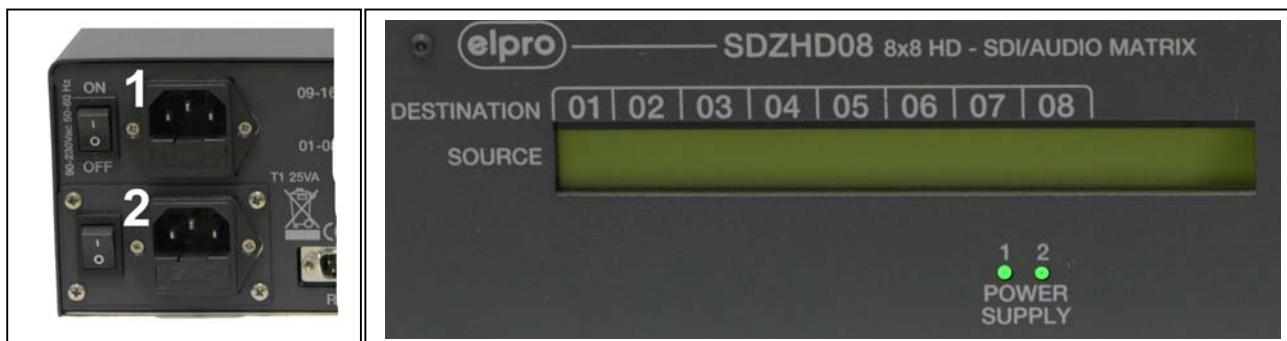 90-230Vac 50-60 Hz
ON
1
09-16
I
O
01-08
OFF
T1 25VA
2
I
O
elpro
SDZHD08 8x8 HD - SDI/AUDIO MATRIX
DESTINATION 01 02 03 04 05 06 07 08
SOURCE
1 2
POWER
SUPPLY